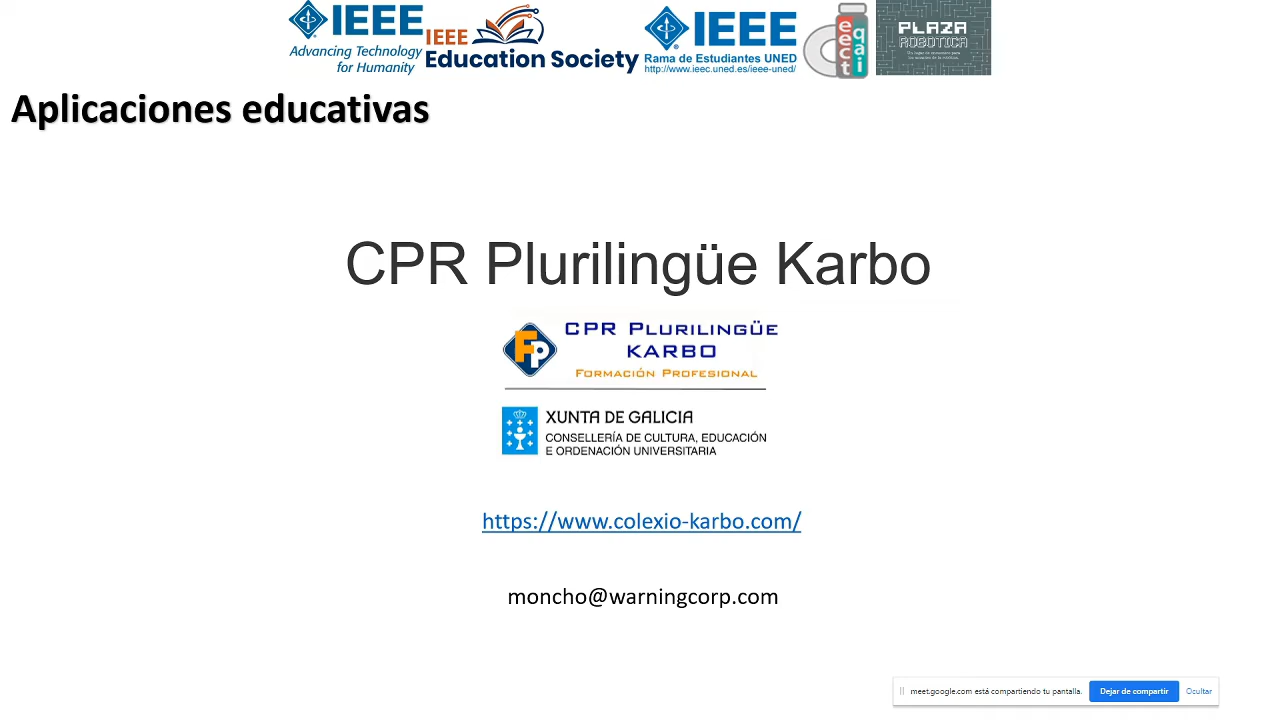 IEEE
Advancing Technology
for Humanity
IEEE
Education Society
IEEE
Rama de Estudiantes UNED
http://www.ieec.uned.es/ieee-uned/
PLAZA
ROBOTICA
Aplicaciones educativas
CPR Plurilingüe Karbo
FP
CPR PLURILINGÜE
KARBO
FORMACIÓN PROFESIONAL
XUNTA DE GALICIA
CONSELLERÍA DE CULTURA, EDUCACIÓN
E ORDENACIÓN UNIVERSITARIA
https://www.colexio-karbo.com/
moncho@warningcorp.com
meet.google.com está compartiendo tu pantalla.
Dejar de compartir
Ocultar